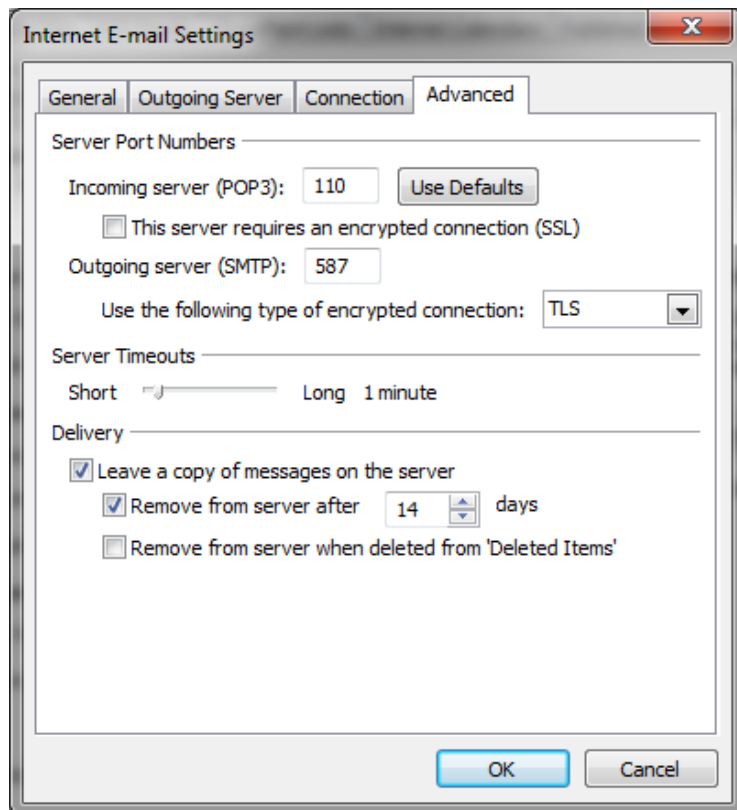 Internet E-mail Settings
General Outgoing Server Connection Advanced
Server Port Numbers
Incoming server (POP3): 110 Use Defaults
This server requires an encrypted connection (SSL)
Outgoing server (SMTP): 587
Use the following type of encrypted connection: TLS
Server Timeouts
Short Long 1 minute
Delivery
Leave a copy of messages on the server
Remove from server after 14 days
Remove from server when deleted from 'Deleted Items'
OK Cancel